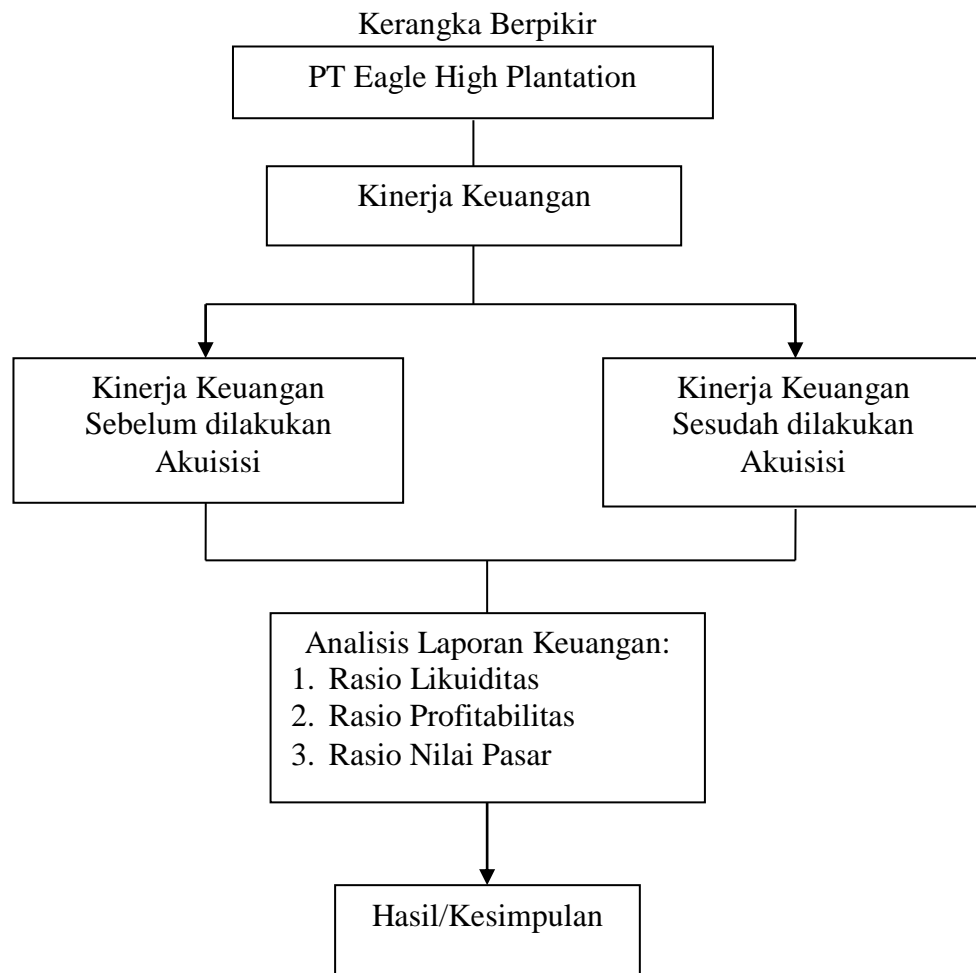 Kerangka Berpikir
PT Eagle High Plantation
Kinerja Keuangan
Kinerja Keuangan
Sebelum dilakukan
Akuisisi
Kinerja Keuangan
Sesudah dilakukan
Akuisisi
Analisis Laporan Keuangan:
1. Rasio Likuiditas
2. Rasio Profitabilitas
3. Rasio Nilai Pasar
Hasil/Kesimpulan